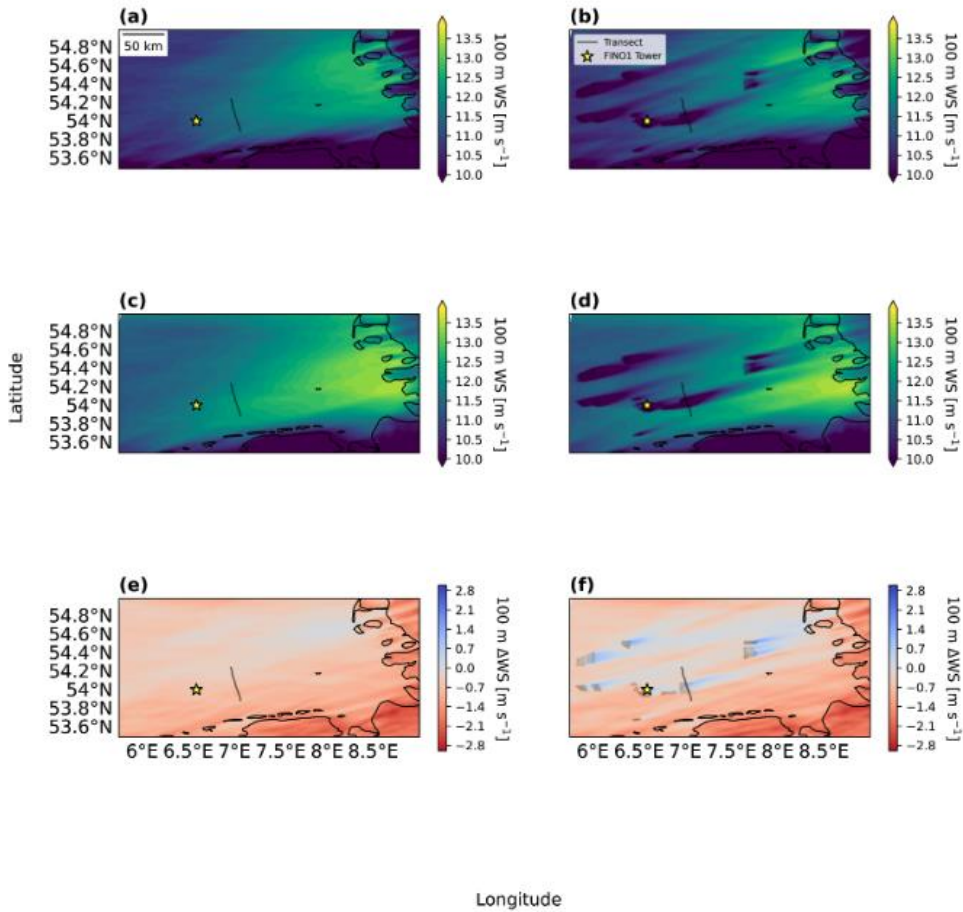 (a)
50 km
54.8°N
54.6°N
54.2°N
54°N
53.8°N
53.6°N
13.5
13.0
12.5
12.0
11.5
11.0
10.5
10.0
100 m WS [m s⁻¹]
(b)
Transect
FINO1 Tower
13.5
13.0
12.5
12.0
11.5
11.0
10.5
10.0
100 m WS [m s⁻¹]
(c)
54.8°N
54.6°N
54.2°N
54°N
53.8°N
53.6°N
13.5
13.0
12.5
12.0
11.5
11.0
10.5
10.0
100 m WS [m s⁻¹]
(d)
13.5
13.0
12.5
12.0
11.5
11.0
10.5
10.0
100 m WS [m s⁻¹]
Latitude
(e)
54.8°N
54.6°N
54.4°N
54.2°N
54°N
53.8°N
53.6°N
6°E 6.5°E 7°E 7.5°E 8°E 8.5°E
2.8
2.1
1.4
0.7
0.0
−0.7
−1.4
−2.1
−2.8
100 m ΔWS [m s⁻¹]
(f)
6°E 6.5°E 7°E 7.5°E 8°E 8.5°E
2.8
2.1
1.4
0.7
0.0
−0.7
−1.4
−2.1
−2.8
100 m ΔWS [m s⁻¹]
Longitude